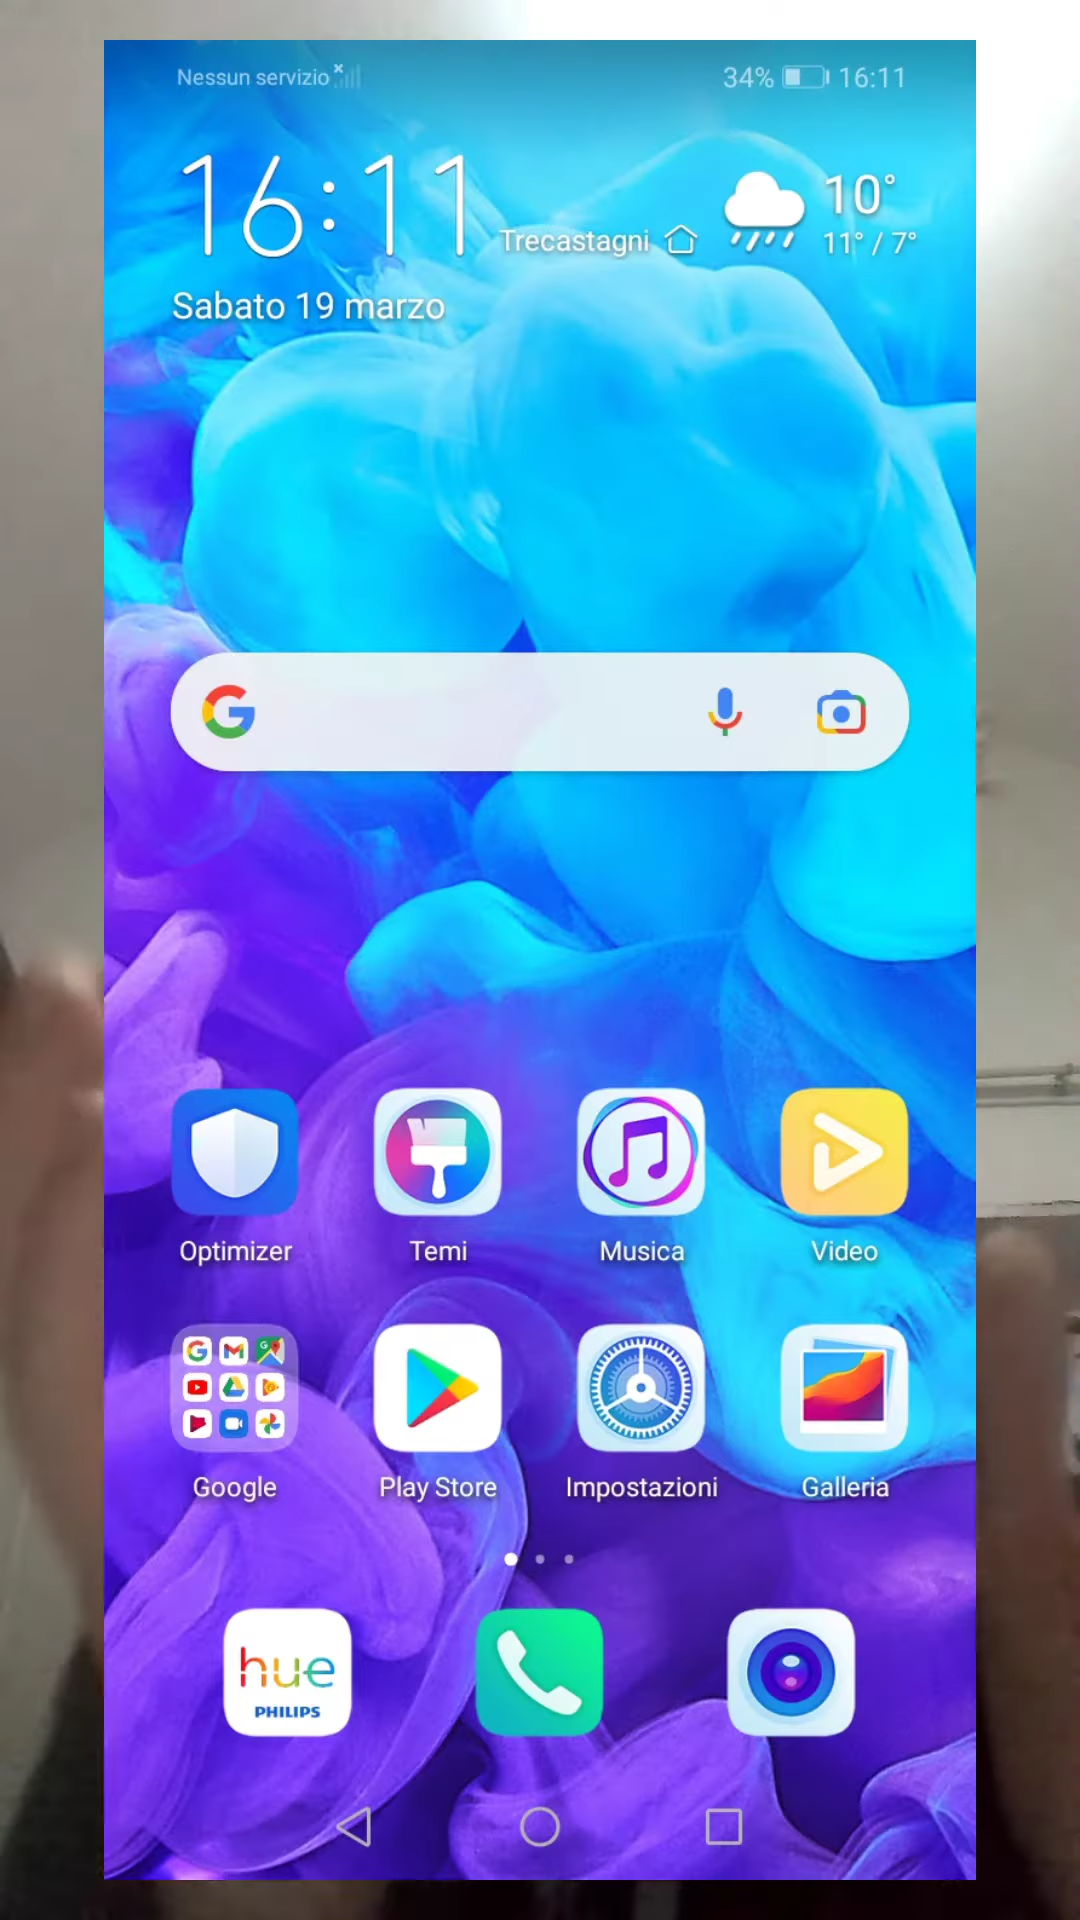 Nessun servizio
34% 16:11
16:11
Trecastagni
10°
11° / 7°
Sabato 19 marzo
Optimizer
Temi
Musica
Video
Google
Play Store
Impostazioni
Galleria
hue
PHILIPS